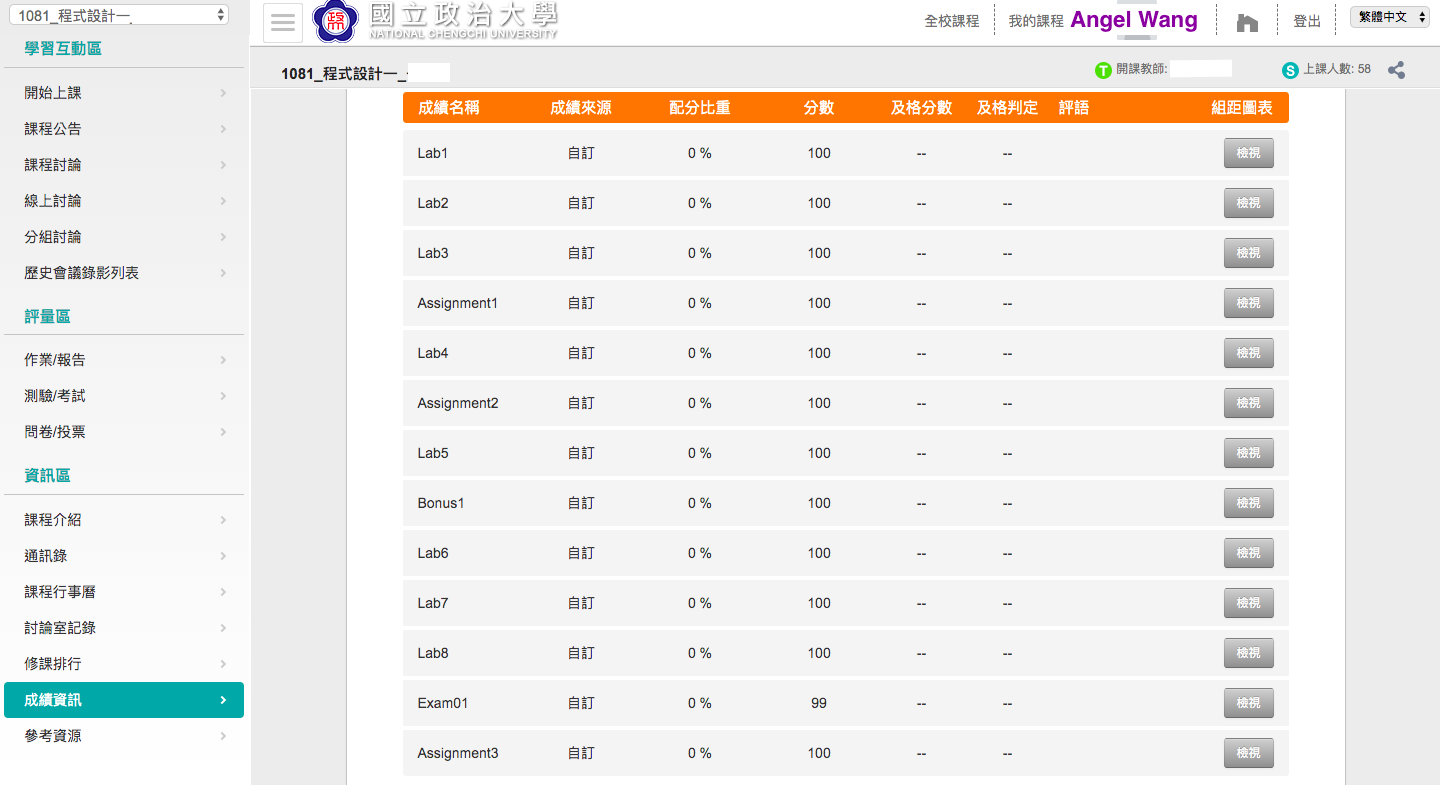 1081_程式設計一_
學習互動區
開始上課
課程公告
課程討論
線上討論
分組討論
歷史會議錄影列表
評量區
作業/報告
測驗/考試
問卷/投票
資訊區
課程介紹
通訊錄
課程行事曆
討論室記錄
修課排行
成績資訊
參考資源
國立政治大學
NATIONAL CHENGCHI UNIVERSITY
全校課程 我的課程 Angel Wang 登出 繁體中文
1081_程式設計一_ T 開課教師: S 上課人數: 58
成績名稱 成績來源 配分比重 分數 及格分數 及格判定 評語 組距圖表
Lab1 自訂 0 % 100 -- -- 檢視
Lab2 自訂 0 % 100 -- -- 檢視
Lab3 自訂 0 % 100 -- -- 檢視
Assignment1 自訂 0 % 100 -- -- 檢視
Lab4 自訂 0 % 100 -- -- 檢視
Assignment2 自訂 0 % 100 -- -- 檢視
Lab5 自訂 0 % 100 -- -- 檢視
Bonus1 自訂 0 % 100 -- -- 檢視
Lab6 自訂 0 % 100 -- -- 檢視
Lab7 自訂 0 % 100 -- -- 檢視
Lab8 自訂 0 % 100 -- -- 檢視
Exam01 自訂 0 % 99 -- -- 檢視
Assignment3 自訂 0 % 100 -- -- 檢視